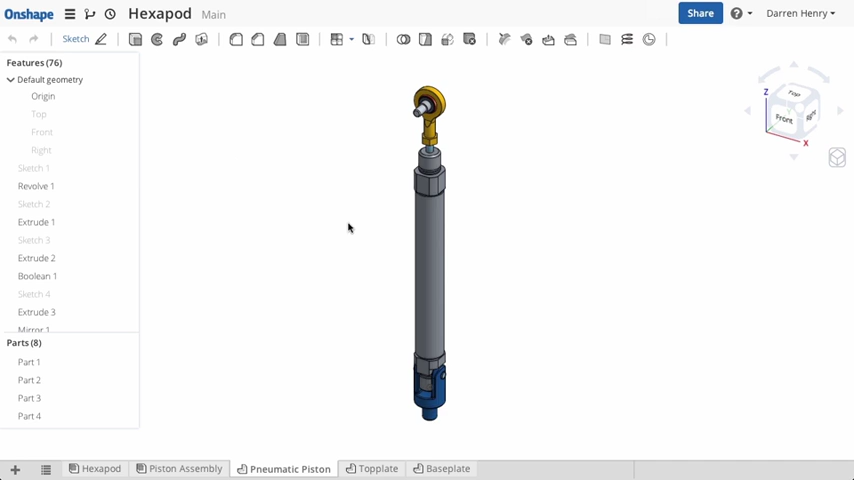 Onshape
Hexapod Main
Share
Darren Henry
Sketch
Features (76)
Default geometry
Origin
Top
Front
Right
Sketch 1
Revolve 1
Sketch 2
Extrude 1
Sketch 3
Extrude 2
Boolean 1
Sketch 4
Extrude 3
Mirror 1
Parts (8)
Part 1
Part 2
Part 3
Part 4
Z
Top
Front
X
Hexapod
Piston Assembly
Pneumatic Piston
Topplate
Baseplate